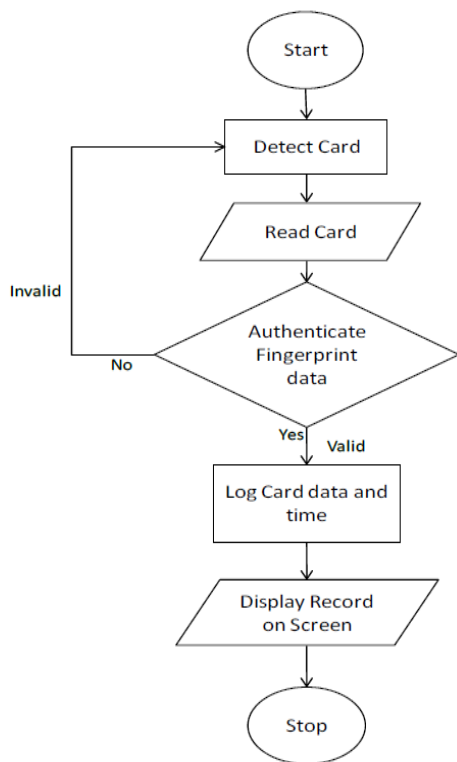 Start
Detect Card
Read Card
Invalid
Authenticate
Fingerprint
data
No
Yes
Valid
Log Card data and
time
Display Record
on Screen
Stop